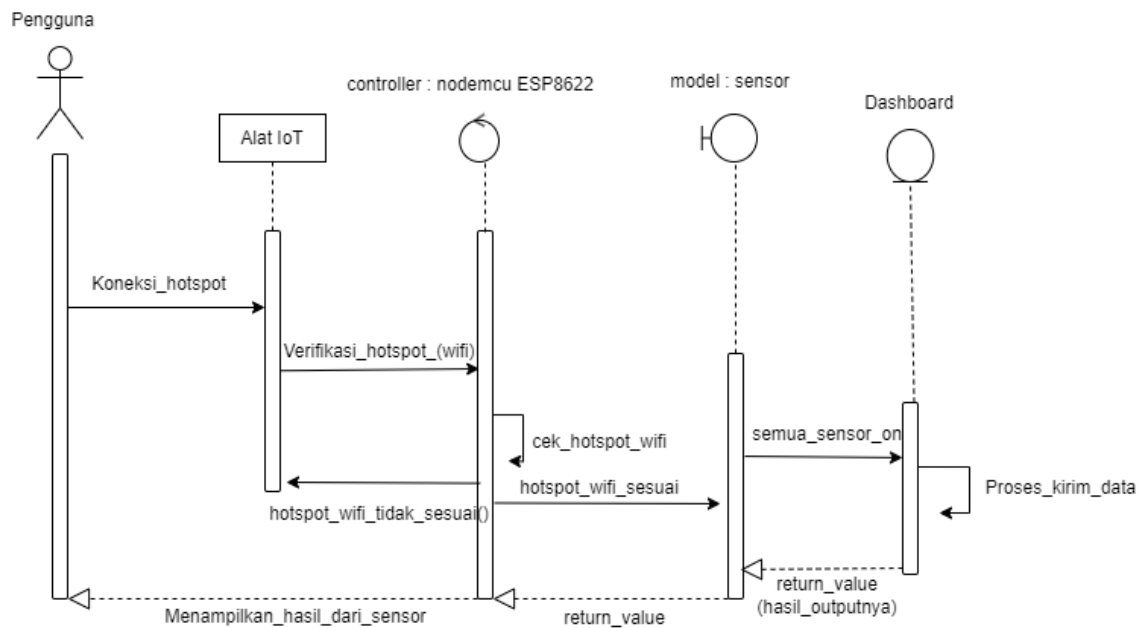 Pengguna
controller : nodemcu ESP8622
model : sensor
Dashboard
Alat IoT
Koneksi_hotspot
Verifikasi_hotspot_(wifi)
cek_hotspot_wifi
semua_sensor_on
hotspot_wifi_sesuai
Proses_kirim_data
hotspot_wifi_tidak_sesuai()
return_value
(hasil_outputnya)
Menampilkan_hasil_dari_sensor
return_value